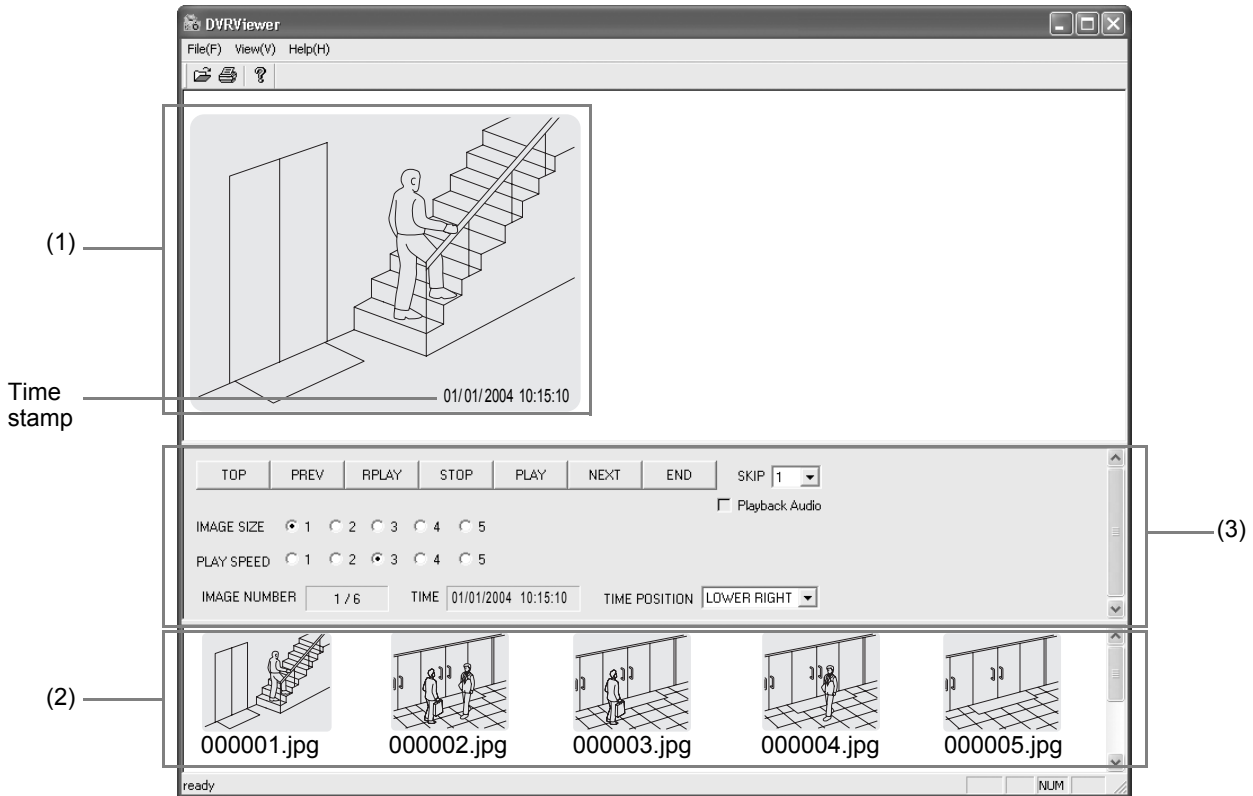 DVRViewer
File(F) View(V) Help(H)
(1)
Time
stamp
01/01/2004 10:15:10
TOP PREV RPLAY STOP PLAY NEXT END SKIP 1
Playback Audio
IMAGE SIZE 1 2 3 4 5
(3)
PLAY SPEED 1 2 3 4 5
IMAGE NUMBER 1 / 6 TIME 01/01/2004 10:15:10 TIME POSITION LOWER RIGHT
(2)
000001.jpg 000002.jpg 000003.jpg 000004.jpg 000005.jpg
ready NUM